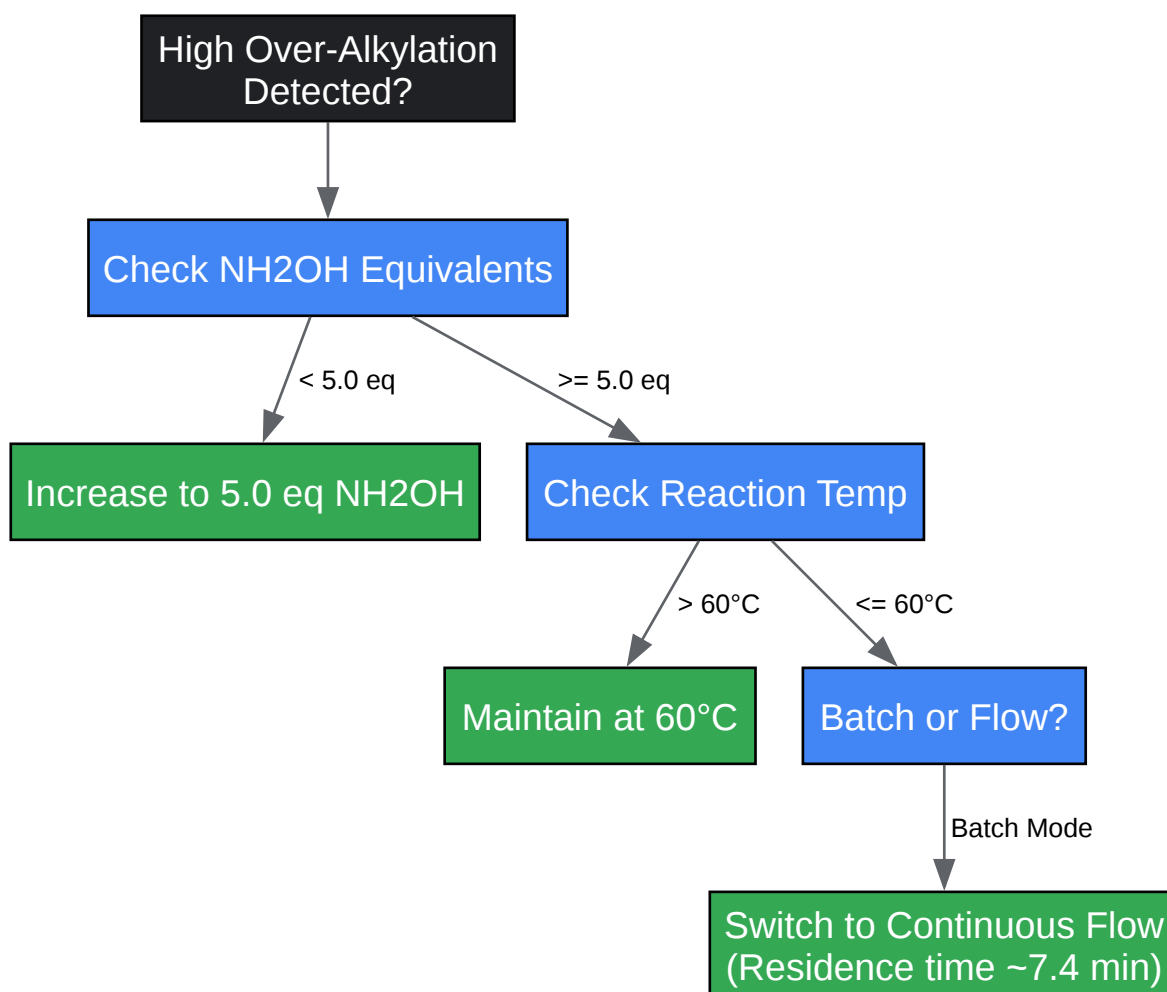 High Over-Alkylation
Detected?
Check NH2OH Equivalents
< 5.0 eq
>= 5.0 eq
Increase to 5.0 eq NH2OH
Check Reaction Temp
> 60°C
<= 60°C
Maintain at 60°C
Batch or Flow?
Batch Mode
Switch to Continuous Flow
(Residence time ~7.4 min)